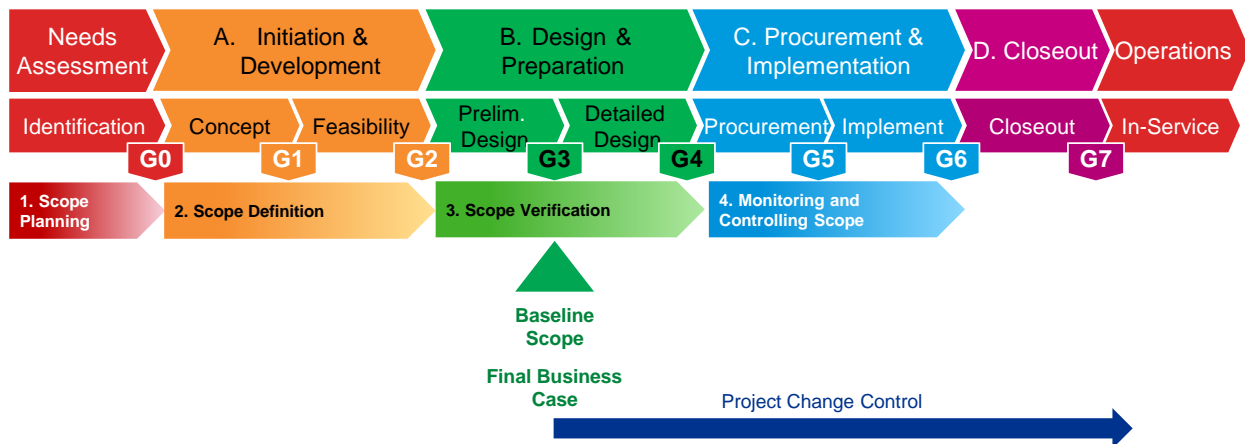 Needs
Assessment
A. Initiation &
Development
B. Design &
Preparation
C. Procurement &
Implementation
D. Closeout
Operations
Identification
Concept
Feasibility
Prelim.
Design
Detailed
Design
Procurement
Implement
Closeout
In-Service
G0
G1
G2
G3
G4
G5
G6
G7
1. Scope
Planning
2. Scope Definition
3. Scope Verification
4. Monitoring and
Controlling Scope
Baseline
Scope
Final Business
Case
Project Change Control